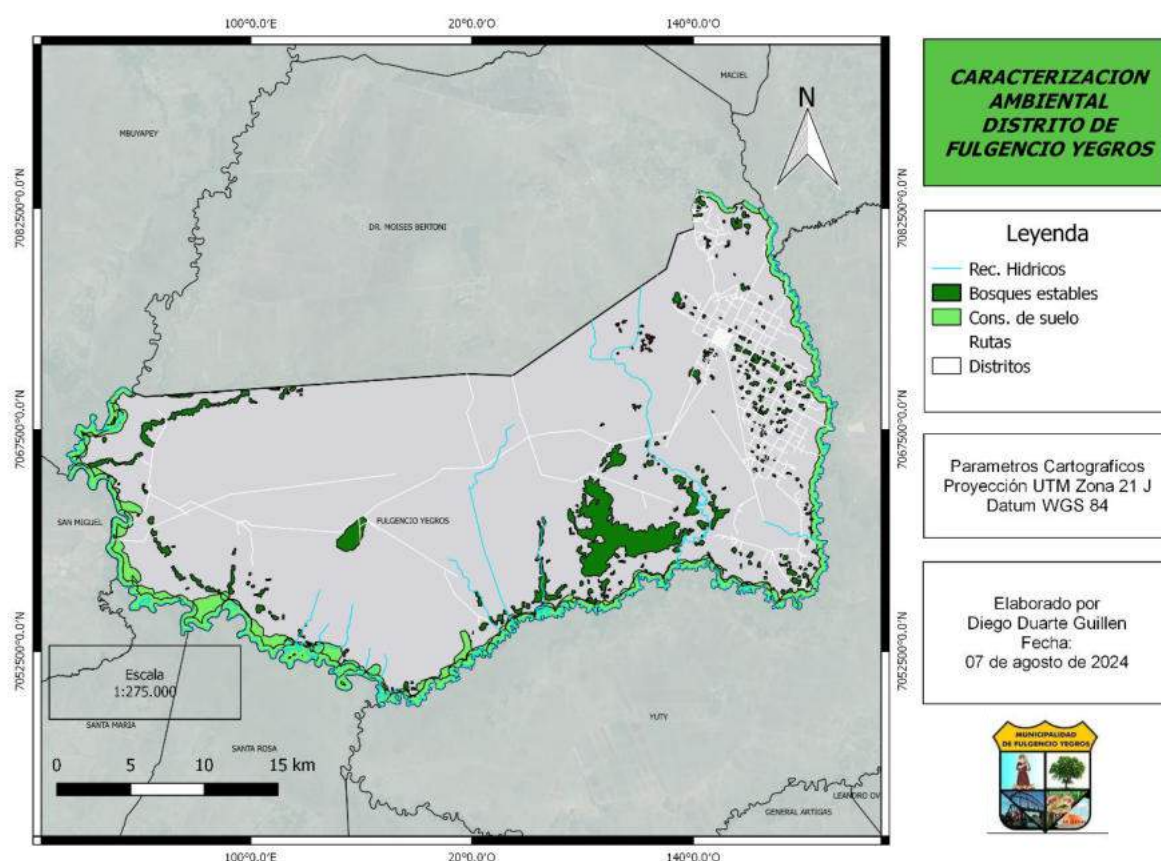 100°0.0'E
20°0.0'O
140°0.0'O
MACIEL
MBUYAPEY
N
7082500°0.0'N
7082500°0.0'N
DR. MOISES BERTONI
7067500°0.0'N
7067500°0.0'N
SAN MIGUEL
FULGENCIO YEGROS
7052500°0.0'N
7052500°0.0'N
Escala
1:275.000
SANTA MARIA
SANTA ROSA
YUTY
0 5 10 15 km
LEANDRO OV
GENERAL ARTIGAS
100°0.0'E
20°0.0'O
140°0.0'O
CARACTERIZACION
AMBIENTAL
DISTRITO DE
FULGENCIO YEGROS
Leyenda
Rec. Hidricos
Bosques estables
Cons. de suelo
Rutas
Distritos
Parametros Cartograficos
Proyección UTM Zona 21 J
Datum WGS 84
Elaborado por
Diego Duarte Guillen
Fecha:
07 de agosto de 2024
MUNICIPALIDAD
DE FULGENCIO YEGROS